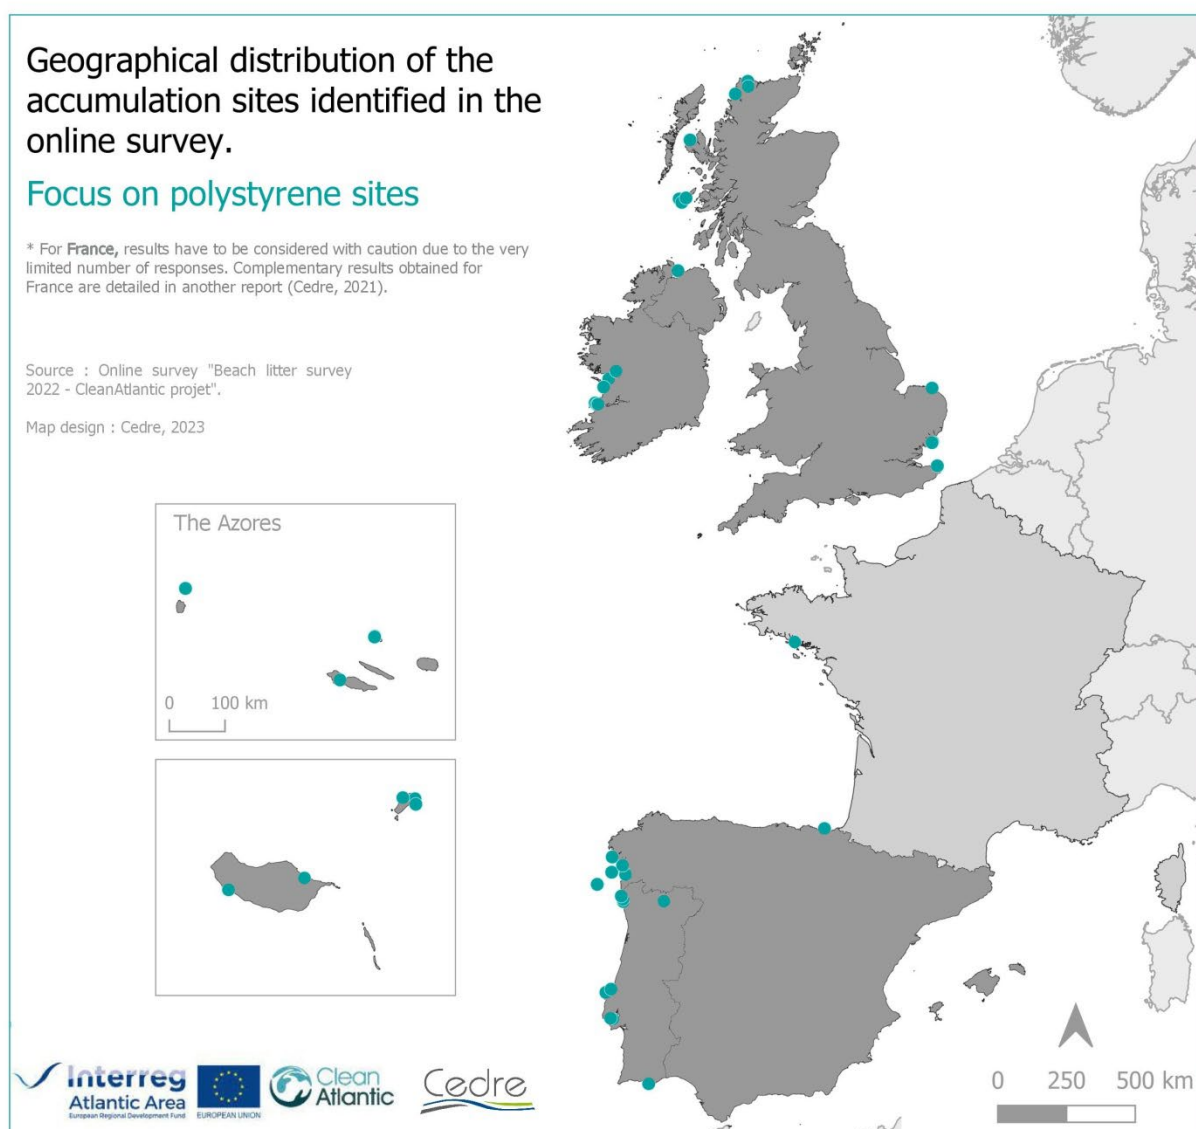 Geographical distribution of the
accumulation sites identified in the
online survey.
Focus on polystyrene sites
* For France, results have to be considered with caution due to the very
limited number of responses. Complementary results obtained for
France are detailed in another report (Cedre, 2021).
Source : Online survey "Beach litter survey
2022 - CleanAtlantic projet".
Map design : Cedre, 2023
The Azores
0 100 km
Interreg
Atlantic Area
European Regional Development Fund
EUROPEAN UNION
Clean
Atlantic
Cedre
0 250 500 km